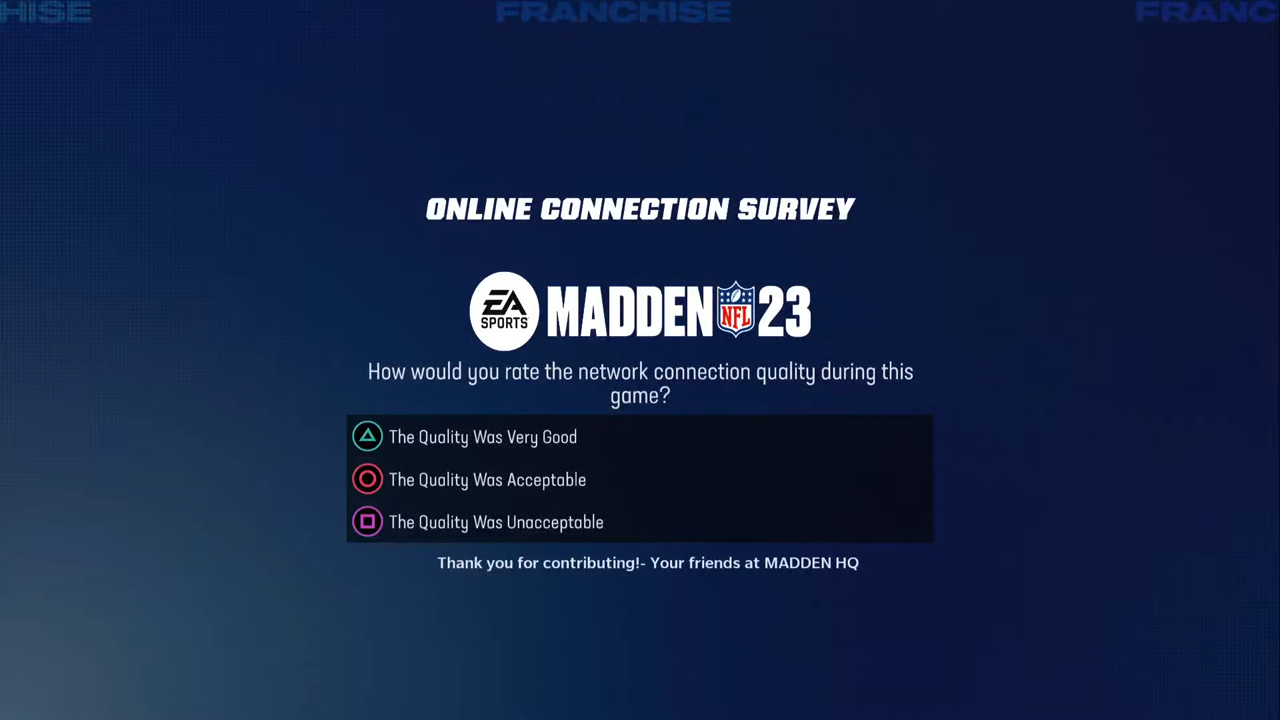 HISE FRANCHISE FRANC
ONLINE CONNECTION SURVEY
EA SPORTS MADDEN NFL 23
How would you rate the network connection quality during this
game?
The Quality Was Very Good
The Quality Was Acceptable
The Quality Was Unacceptable
Thank you for contributing!- Your friends at MADDEN HQ